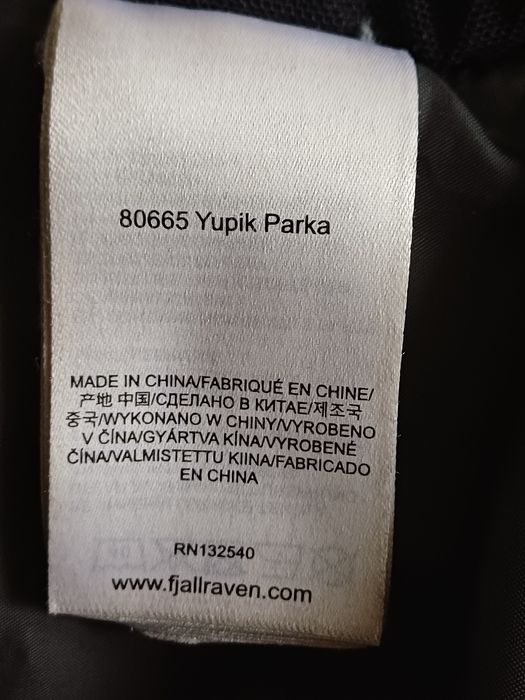 80665 Yupik Parka
MADE IN CHINA/FABRIQUÉ EN CHINE/
产地 中国/СДЕЛАНО В КИТАЕ/제조국
중국/WYKONANO W CHINY/VYROBENO
V ČÍNA/GYÁRTVA KÍNA/VYROBENÉ
ČÍNA/VALMISTETTU KIINA/FABRICADO
EN CHINA
RN132540
www.fjallraven.com